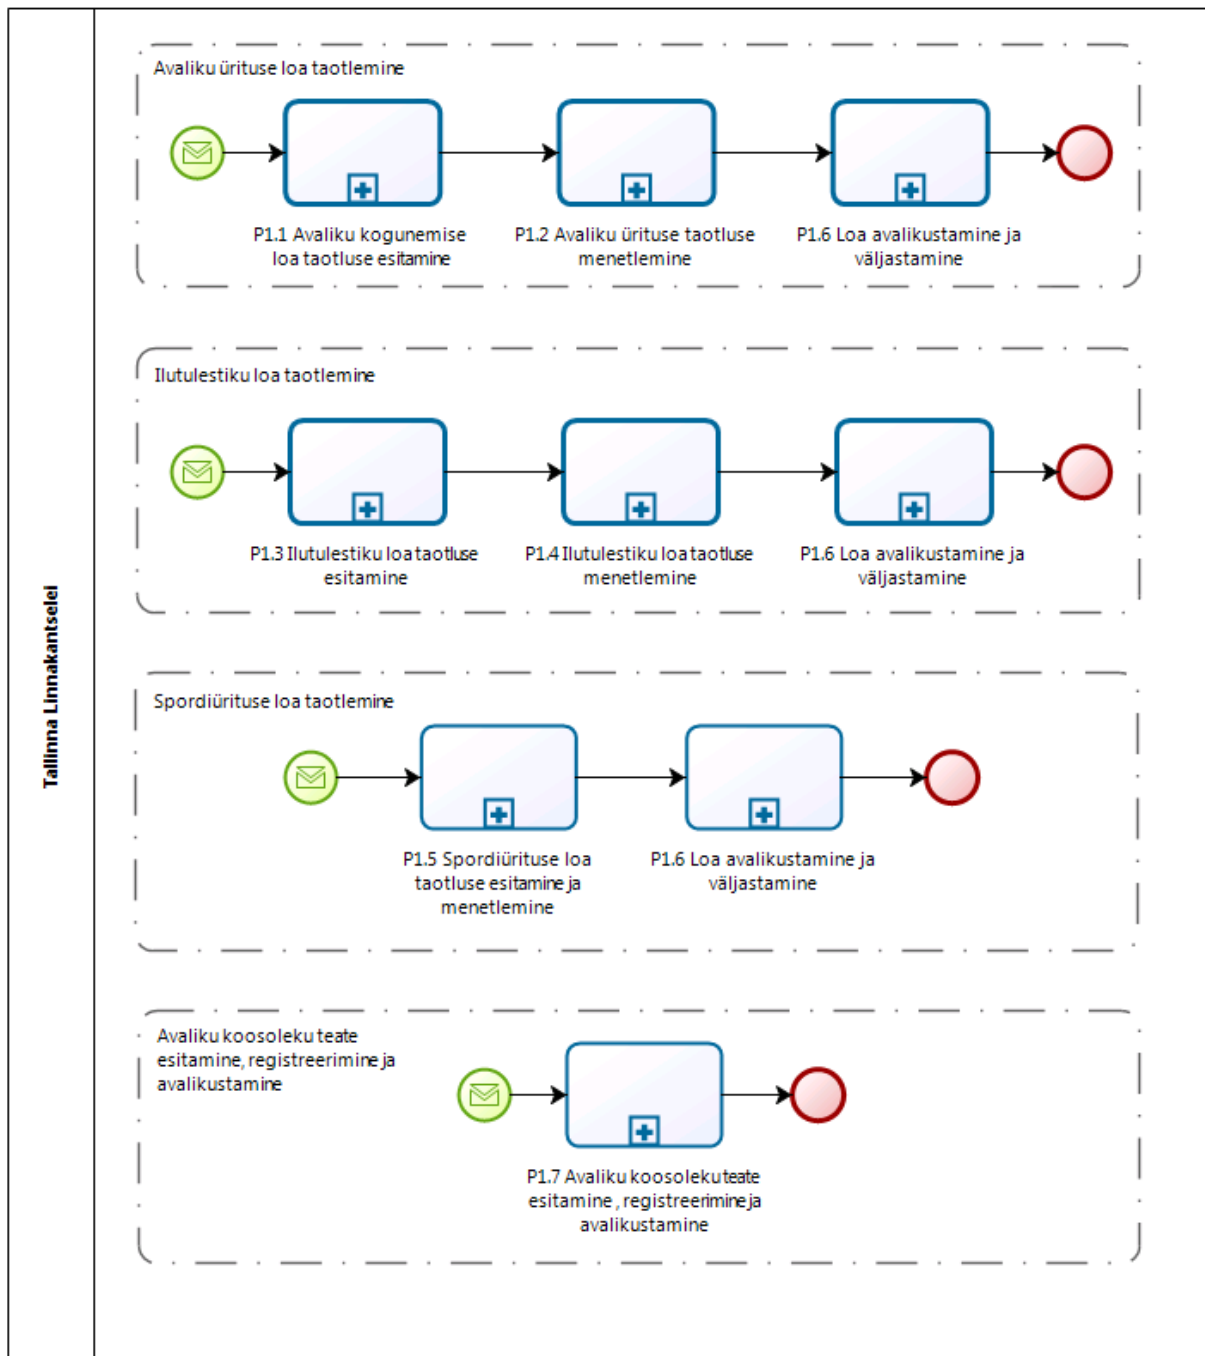 Tallinna Linnakantselei
Avaliku ürituse loa taotlemine
P1.1 Avaliku kogunemise
loa taotluse esitamine
P1.2 Avaliku ürituse taotluse
menetlemine
P1.6 Loa avalikustamine ja
väljastamine
Ilutulestiku loa taotlemine
P1.3 Ilutulestiku loa taotluse
esitamine
P1.4 Ilutulestiku loa taotluse
menetlemine
P1.6 Loa avalikustamine ja
väljastamine
Spordiürituse loa taotlemine
P1.5 Spordiürituse loa
taotluse esitamine ja
menetlemine
P1.6 Loa avalikustamine ja
väljastamine
Avaliku koosoleku teate
esitamine, registreerimine ja
avalikustamine
P1.7 Avaliku koosoleku teate
esitamine, registreerimine ja
avalikustamine